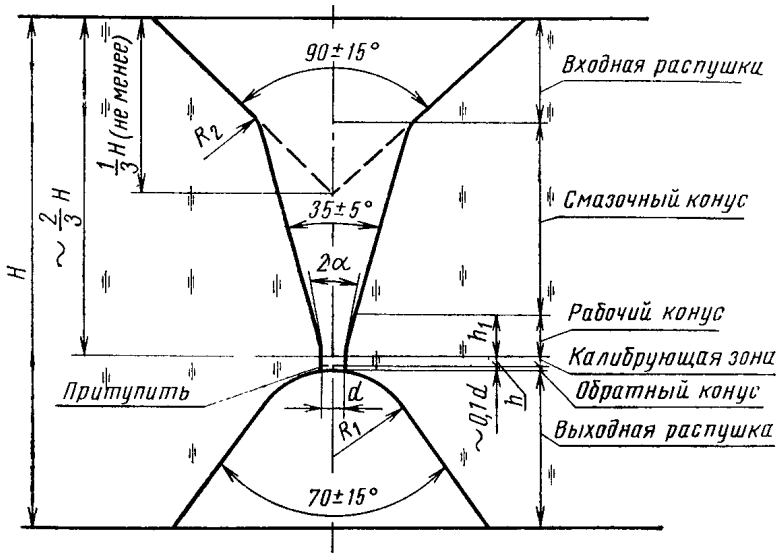 90±15°
Входная распушка
R₂
1/3 H (не менее)
~ 2/3 H
H
35±5°
Смазочный конус
2α
Рабочий конус
h₁
Калибрующая зона
Притупить
d
~0,1d
h
Обратный конус
R₁
Выходная распушка
70±15°